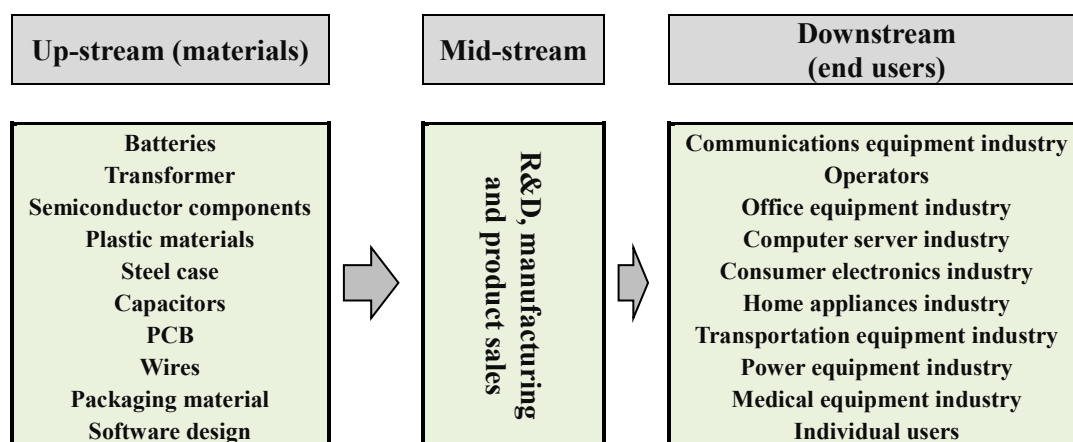 Up-stream (materials)
Mid-stream
Downstream
(end users)
Batteries
Transformer
Semiconductor components
Plastic materials
Steel case
Capacitors
PCB
Wires
Packaging material
Software design
R&D, manufacturing
and product sales
Communications equipment industry
Operators
Office equipment industry
Computer server industry
Consumer electronics industry
Home appliances industry
Transportation equipment industry
Power equipment industry
Medical equipment industry
Individual users